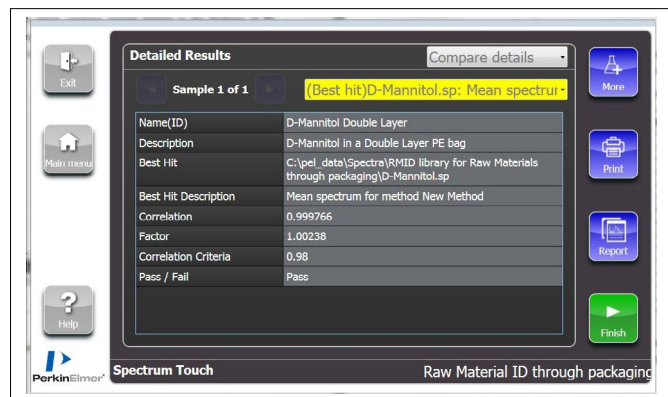 Detailed Results
Compare details
Exit
Sample 1 of 1
(Best hit)D-Mannitol.sp: Mean spectrur
More
Name(ID) D-Mannitol Double Layer
Description D-Mannitol in a Double Layer PE bag
Best Hit C:\pel_data\Spectra\RMID library for Raw Materials
through packaging\D-Mannitol.sp
Main menu
Print
Best Hit Description Mean spectrum for method New Method
Correlation 0.999766
Factor 1.00238
Correlation Criteria 0.98
Report
Pass / Fail Pass
Help
Finish
PerkinElmer
Spectrum Touch
Raw Material ID through packaging